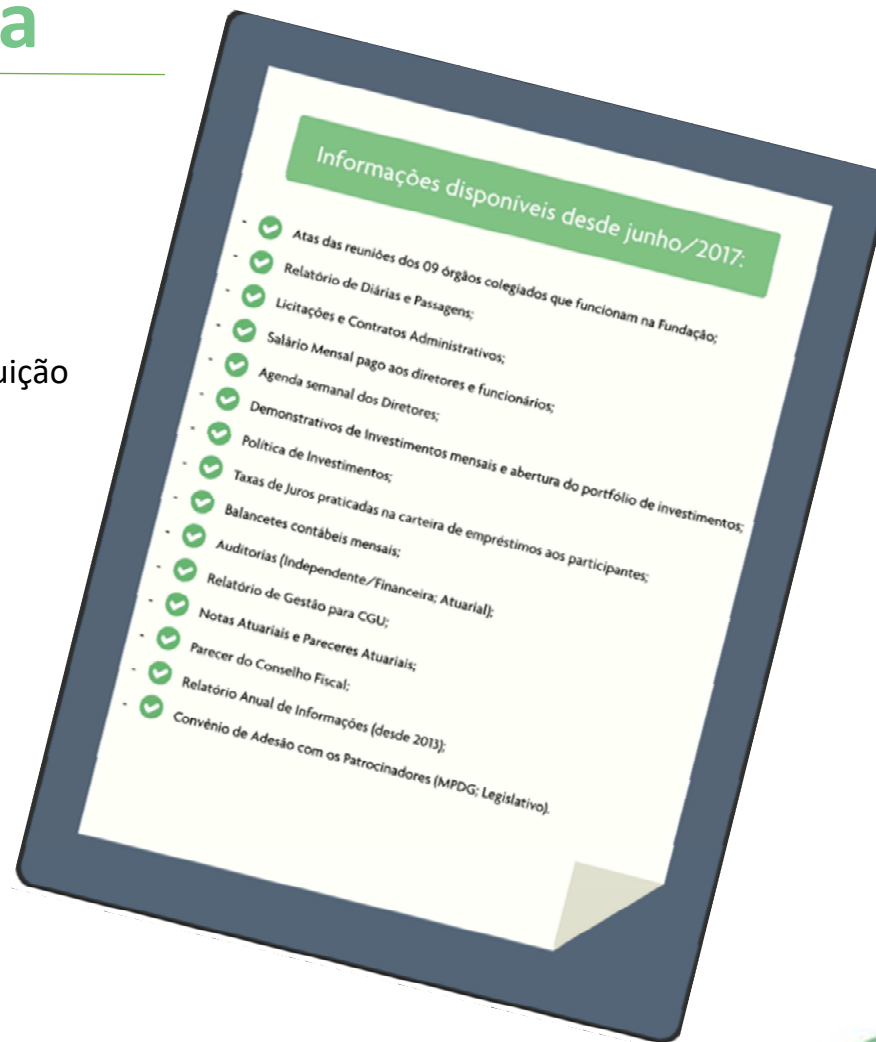 a
uição
Informações disponíveis desde junho/2017:
- Atas das reuniões dos 09 órgãos colegiados que funcionam na Fundação;
- Relatório de Diárias e Passagens;
- Licitações e Contratos Administrativos;
- Salário Mensal pago aos diretores e funcionários;
- Agenda semanal dos Diretores;
- Demonstrativos de Investimentos mensais e abertura do portfólio de investimentos;
- Política de Investimentos;
- Taxas de Juros praticadas na carteira de empréstimos aos participantes;
- Balancetes contábeis mensais;
- Auditorias (Independente/Financeira; Atuarial);
- Relatório de Gestão para CGU;
- Notas Atuariais e Pareceres Atuariais;
- Parecer do Conselho Fiscal;
- Relatório Anual de Informações (desde 2013);
- Convênio de Adesão com os Patrocinadores (MPDG; Legislativo).